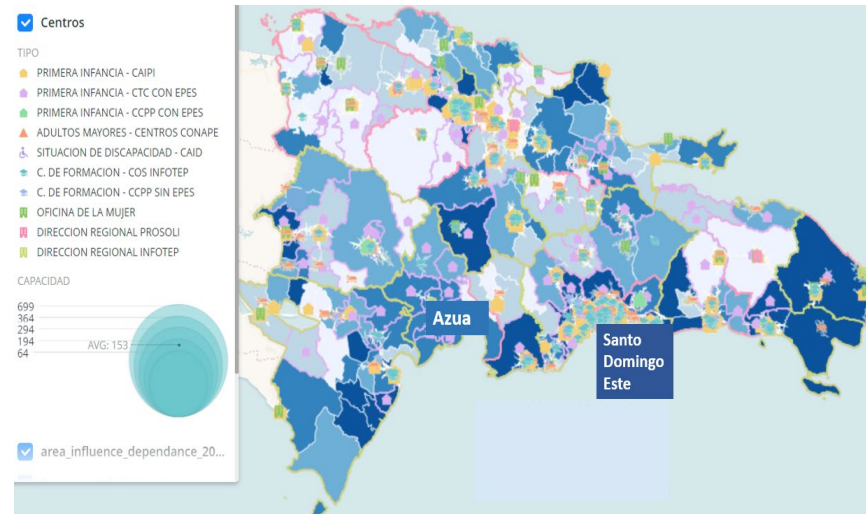 Centros
TIPO
PRIMERA INFANCIA - CAIPI
PRIMERA INFANCIA - CTC CON EPES
PRIMERA INFANCIA - CCPP CON EPES
ADULTOS MAYORES - CENTROS CONAPE
SITUACION DE DISCAPACIDAD - CAID
C. DE FORMACION - COS INFOTEP
C. DE FORMACION - CCPP SIN EPES
OFICINA DE LA MUJER
DIRECCION REGIONAL PROSOLI
DIRECCION REGIONAL INFOTEP
CAPACIDAD
699
364
294
194
64
AVG: 153
area_influence_dependance_20...
Azua
Santo
Domingo
Este